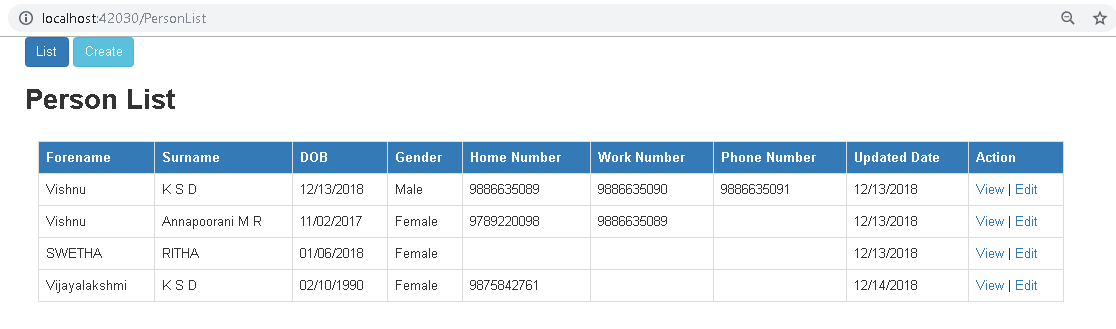 localhost:42030/PersonList
List Create
Person List
Forename Surname DOB Gender Home Number Work Number Phone Number Updated Date Action
Vishnu K S D 12/13/2018 Male 9886635089 9886635090 9886635091 12/13/2018 View | Edit
Vishnu Annapoorani M R 11/02/2017 Female 9789220098 9886635089 12/13/2018 View | Edit
SWETHA RITHA 01/06/2018 Female 12/13/2018 View | Edit
Vijayalakshmi K S D 02/10/1990 Female 9875842761 12/14/2018 View | Edit